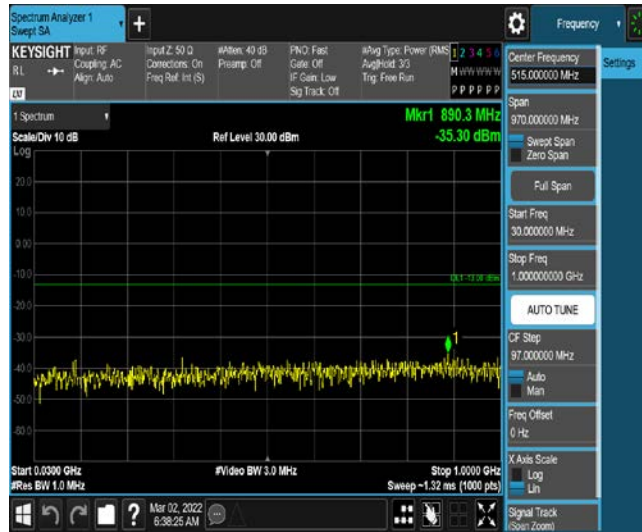 Spectrum Analyzer 1
Swept SA
Frequency
KEYSIGHT
Input: RF
Coupling: AC
Align: Auto
Input Z: 50 Ω
Corrections: On
Freq Ref: Int (S)
#Atten: 40 dB
Preamp: Off
PNO: Fast
Gate: Off
IF Gain: Low
Sig Track: Off
#Avg Type: Power (RMS
Avg|Hold: 3/3
Trig: Free Run
1 2 3 4 5 6
M W W W W W
P P P P P P
RL
LXI
1 Spectrum
Scale/Div 10 dB
Ref Level 30.00 dBm
Mkr1 890.3 MHz
-35.30 dBm
Log
20.0
10.0
0.00
-10.0
-20.0
-30.0
-40.0
-50.0
-60.0
DL1 -13.00 dBm
1
Start 0.0300 GHz
#Video BW 3.0 MHz
Stop 1.0000 GHz
#Res BW 1.0 MHz
Sweep ~1.32 ms (1000 pts)
Mar 02, 2022
6:38:25 AM
Center Frequency
515.000000 MHz
Settings
Span
970.000000 MHz
Swept Span
Zero Span
Full Span
Start Freq
30.000000 MHz
Stop Freq
1.000000000 GHz
AUTO TUNE
CF Step
97.000000 MHz
Auto
Man
Freq Offset
0 Hz
X Axis Scale
Log
Lin
Signal Track
(Span Zoom)